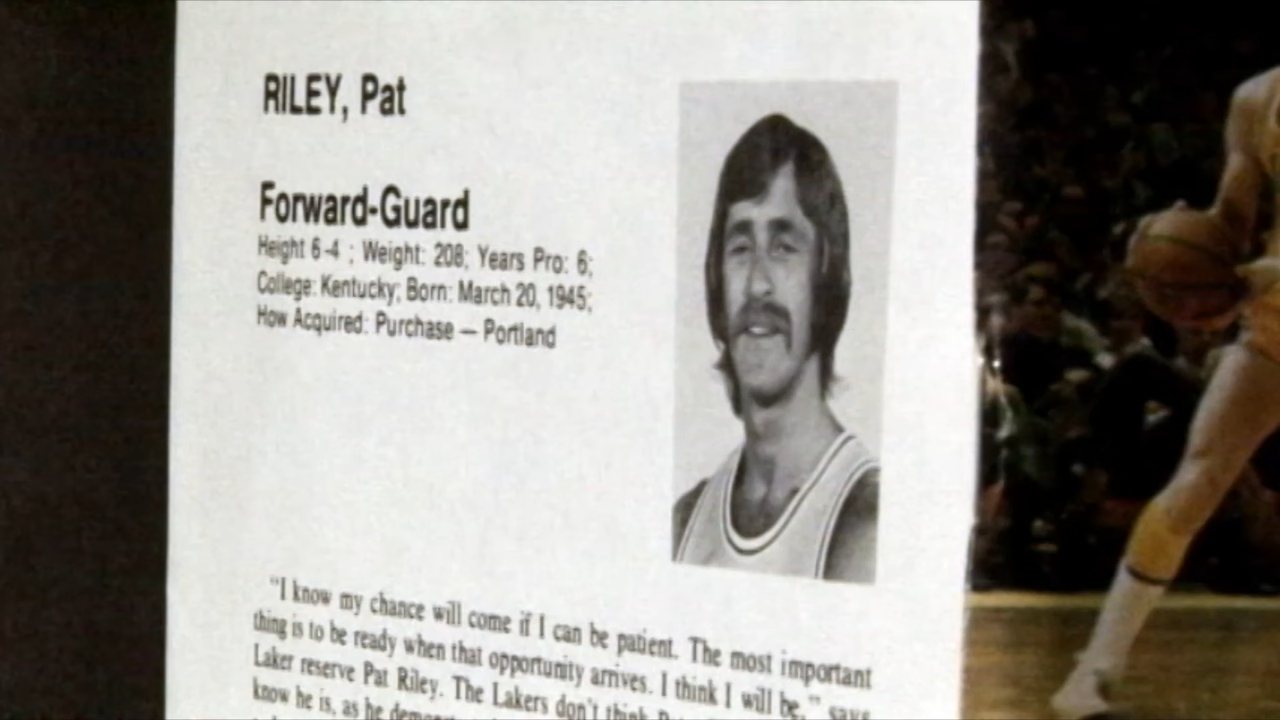 RILEY, Pat
Forward-Guard
Height 6-4 ; Weight: 208; Years Pro: 6;
College: Kentucky; Born: March 20, 1945;
How Acquired: Purchase — Portland
"I know my chance will come if I can be patient. The most important
thing is to be ready when that opportunity arrives. I think I will be," says
Laker reserve Pat Riley. The Lakers don't think
know he is, as he